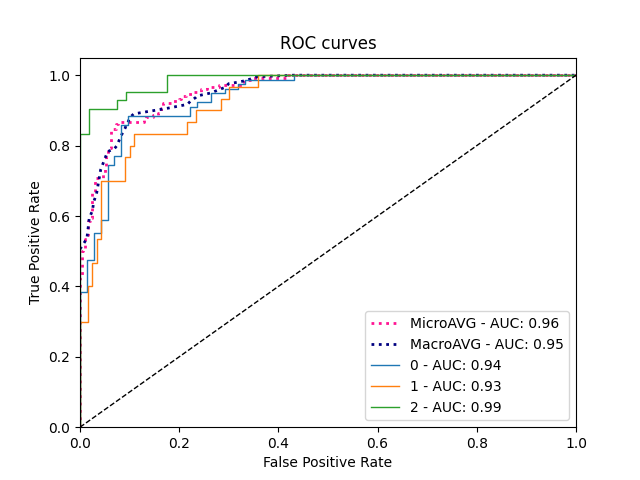 ROC curves
True Positive Rate
1.0
0.8
0.6
0.4
0.2
0.0
0.0 0.2 0.4 0.6 0.8 1.0
False Positive Rate
MicroAVG - AUC: 0.96
MacroAVG - AUC: 0.95
0 - AUC: 0.94
1 - AUC: 0.93
2 - AUC: 0.99